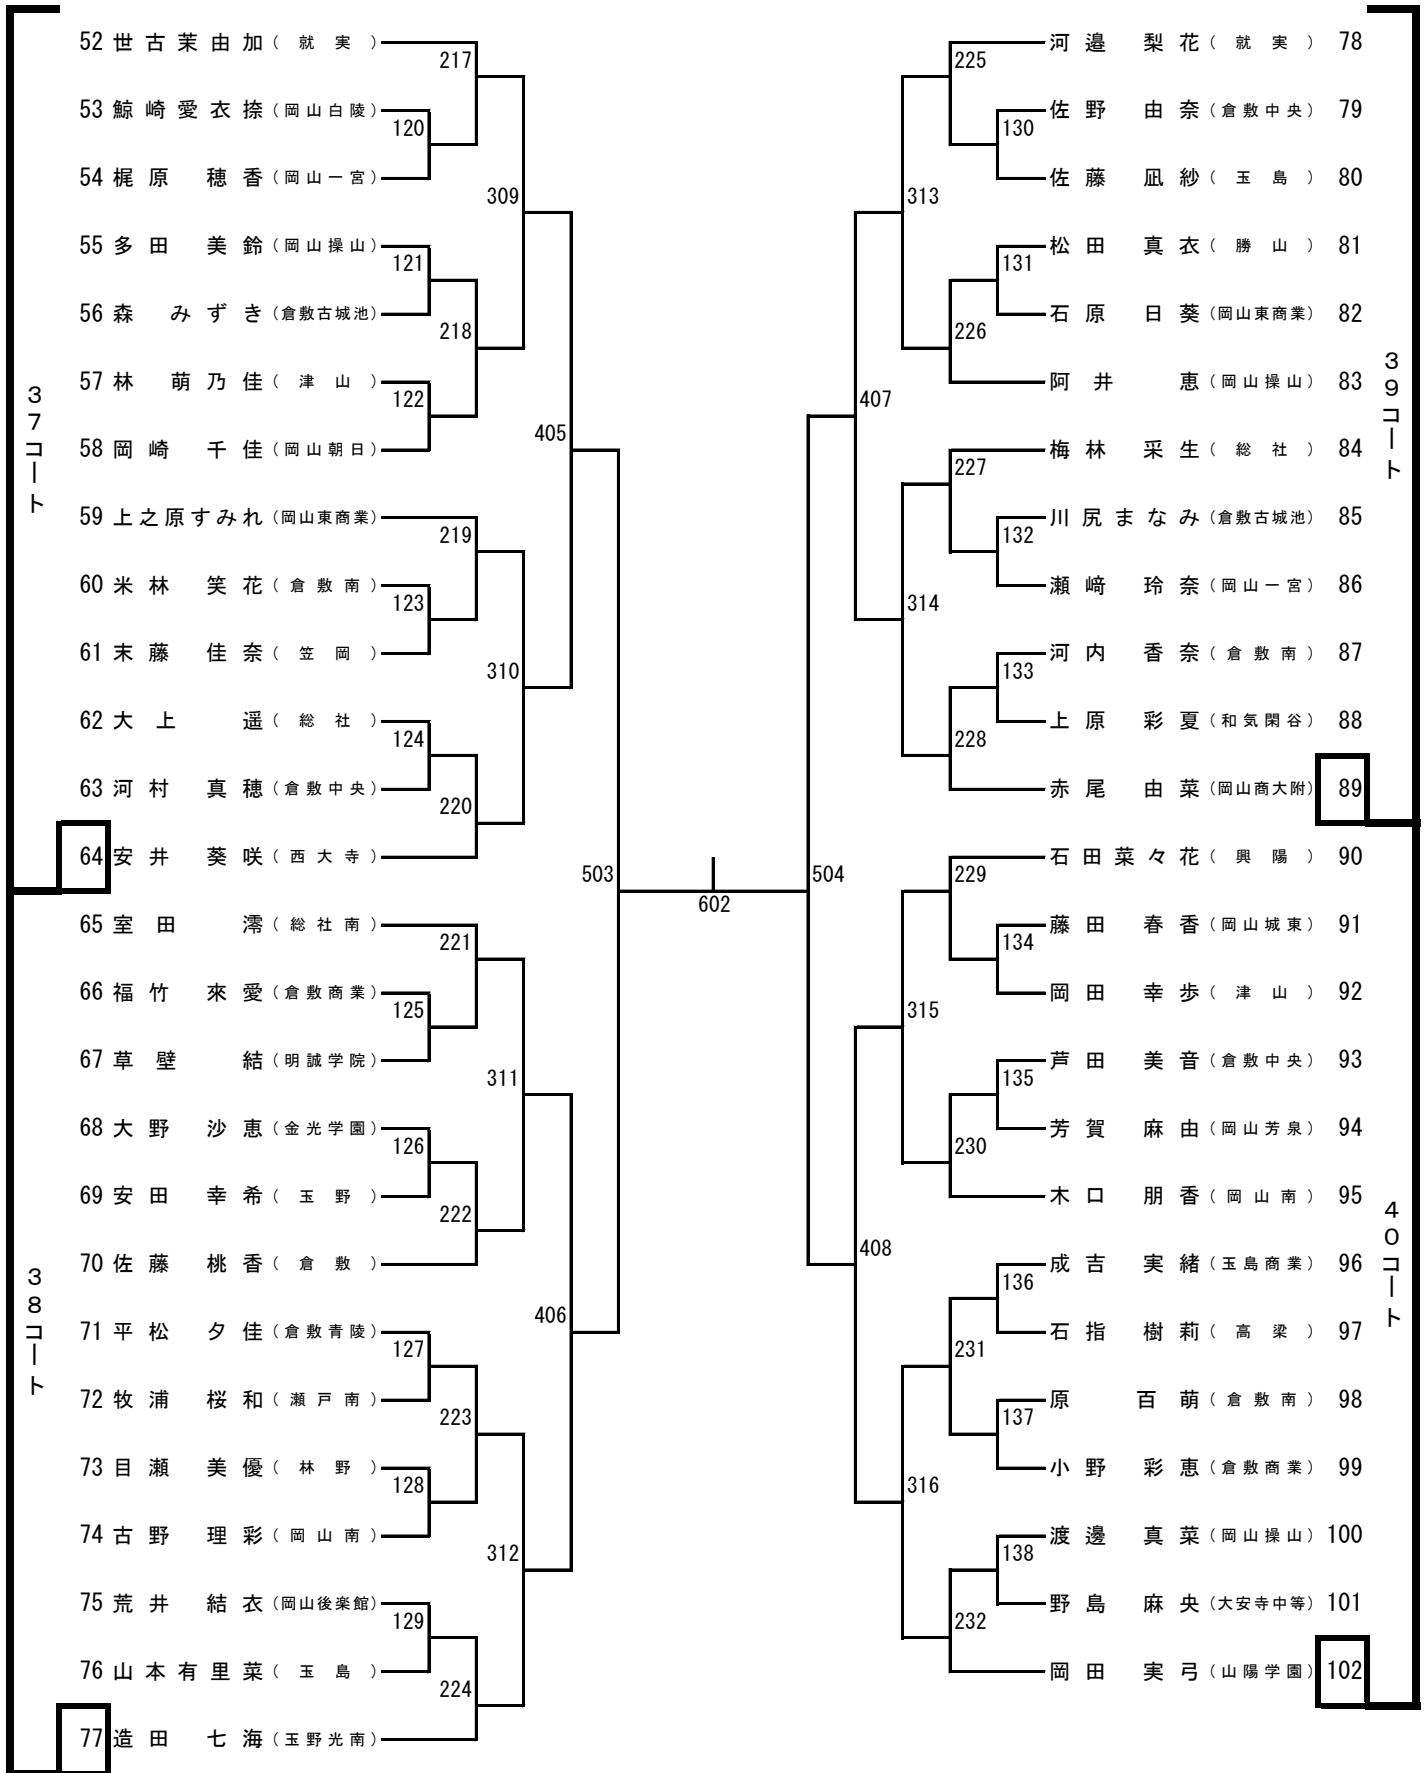 52 世古茉由加（就実）
53 鯨崎愛衣捺（岡山白陵）
54 梶原 穂香（岡山一宮）
55 多田 美鈴（岡山操山）
56 森 みずき（倉敷古城池）
57 林 萌乃佳（津山）
58 岡崎 千佳（岡山朝日）
59 上之原すみれ（岡山東商業）
60 米林 笑花（倉敷南）
61 末藤 佳奈（笠岡）
62 大上 遥（総社）
63 河村 真穂（倉敷中央）
64 安井 葵咲（西大寺）
65 室田 澪（総社南）
66 福竹 來愛（倉敷商業）
67 草壁 結（明誠学院）
68 大野 沙恵（金光学園）
69 安田 幸希（玉野）
70 佐藤 桃香（倉敷）
71 平松 夕佳（倉敷青陵）
72 牧浦 桜和（瀬戸南）
73 目瀬 美優（林野）
74 古野 理彩（岡山南）
75 荒井 結衣（岡山後楽館）
76 山本有里菜（玉島）
77 造田 七海（玉野光南）
37コート
38コート
120
121
122
123
124
125
126
127
128
129
217
218
219
220
221
222
223
224
309
310
311
312
405
406
503
602
504
407
408
313
314
315
316
225
226
227
228
229
230
231
232
130
131
132
133
134
135
136
137
138
河邉 梨花（就実） 78
佐野 由奈（倉敷中央） 79
佐藤 凪紗（玉島） 80
松田 真衣（勝山） 81
石原 日葵（岡山東商業） 82
阿井 恵（岡山操山） 83
梅林 采生（総社） 84
川尻まなみ（倉敷古城池） 85
瀬﨑 玲奈（岡山一宮） 86
河内 香奈（倉敷南） 87
上原 彩夏（和気閑谷） 88
赤尾 由菜（岡山商大附） 89
石田菜々花（興陽） 90
藤田 春香（岡山城東） 91
岡田 幸歩（津山） 92
芦田 美音（倉敷中央） 93
芳賀 麻由（岡山芳泉） 94
木口 朋香（岡山南） 95
成吉 実緒（玉島商業） 96
石指 樹莉（高梁） 97
原 百萌（倉敷南） 98
小野 彩恵（倉敷商業） 99
渡邊 真菜（岡山操山） 100
野島 麻央（大安寺中等） 101
岡田 実弓（山陽学園） 102
39コート
40コート